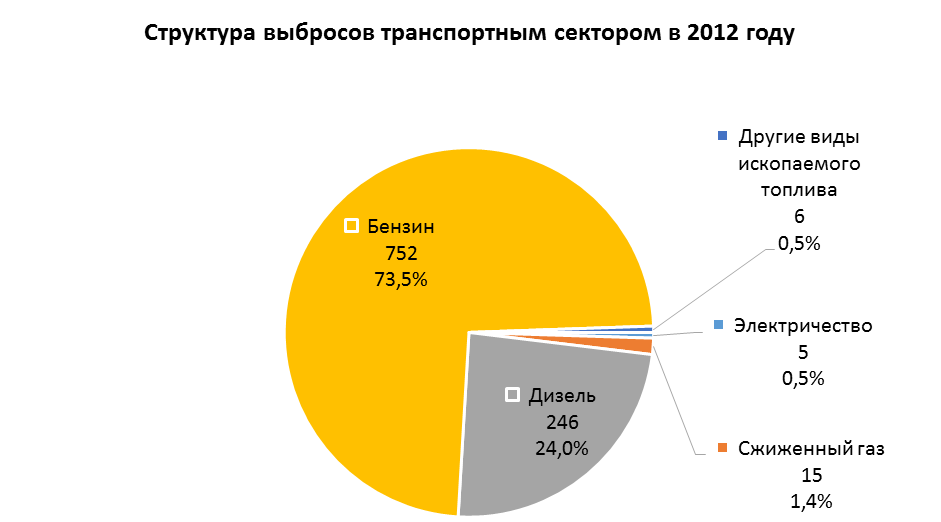 Структура выбросов транспортным сектором в 2012 году
Другие виды
ископаемого
топлива
6
0,5%
Бензин
752
73,5%
Электричество
5
0,5%
Дизель
246
24,0%
Сжиженный газ
15
1,4%